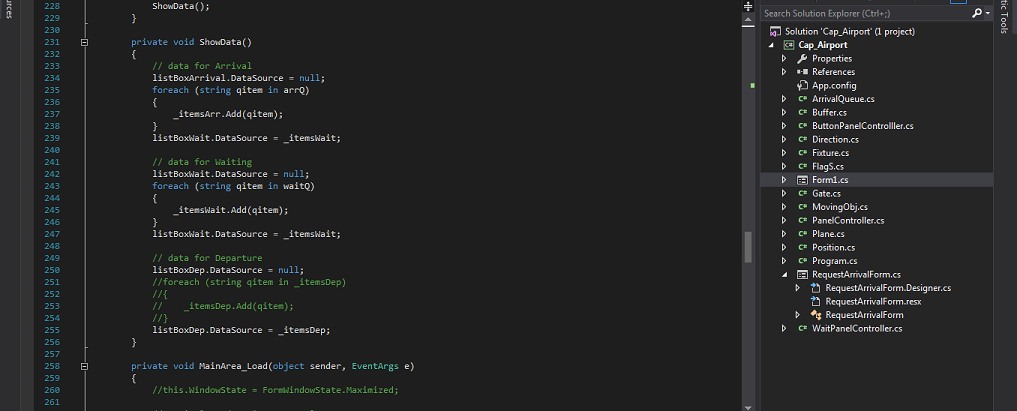 urces
228 ShowData();
229 }
230
231 private void ShowData()
232 {
233 // data for Arrival
234 listBoxArrival.DataSource = null;
235 foreach (string qitem in arrQ)
236 {
237 _itemsArr.Add(qitem);
238 }
239 listBoxWait.DataSource = _itemsWait;
240
241 // data for Waiting
242 listBoxWait.DataSource = null;
243 foreach (string qitem in waitQ)
244 {
245 _itemsWait.Add(qitem);
246 }
247 listBoxWait.DataSource = _itemsWait;
248
249 // data for Departure
250 listBoxDep.DataSource = null;
251 //foreach (string qitem in _itemsDep)
252 //{
253 // _itemsDep.Add(qitem);
254 //}
255 listBoxDep.DataSource = _itemsDep;
256 }
257
258 private void MainArea_Load(object sender, EventArgs e)
259 {
260 //this.WindowState = FormWindowState.Maximized;
261
Search Solution Explorer (Ctrl+;)
Solution 'Cap_Airport' (1 project)
C# Cap_Airport
Properties
References
App.config
C# ArrivalQueue.cs
C# Buffer.cs
C# ButtonPanelControlller.cs
C# Direction.cs
C# Fixture.cs
C# FlagS.cs
Form1.cs
C# Gate.cs
C# MovingObj.cs
C# PanelController.cs
C# Plane.cs
C# Position.cs
C# Program.cs
RequestArrivalForm.cs
RequestArrivalForm.Designer.cs
RequestArrivalForm.resx
RequestArrivalForm
C# WaitPanelController.cs
tic Tools